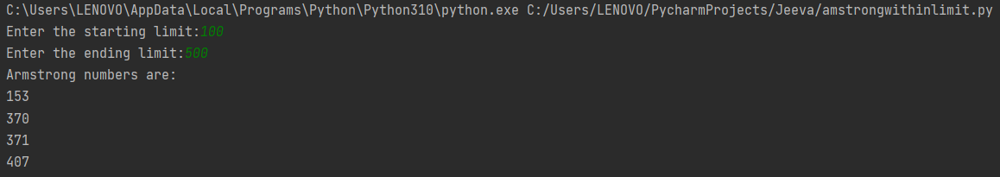 C:\Users\LENOVO\AppData\Local\Programs\Python\Python310\python.exe C:/Users/LENOVO/PycharmProjects/Jeeva/amstrongwithinlimit.py
Enter the starting limit:100
Enter the ending limit:500
Armstrong numbers are:
153
370
371
407